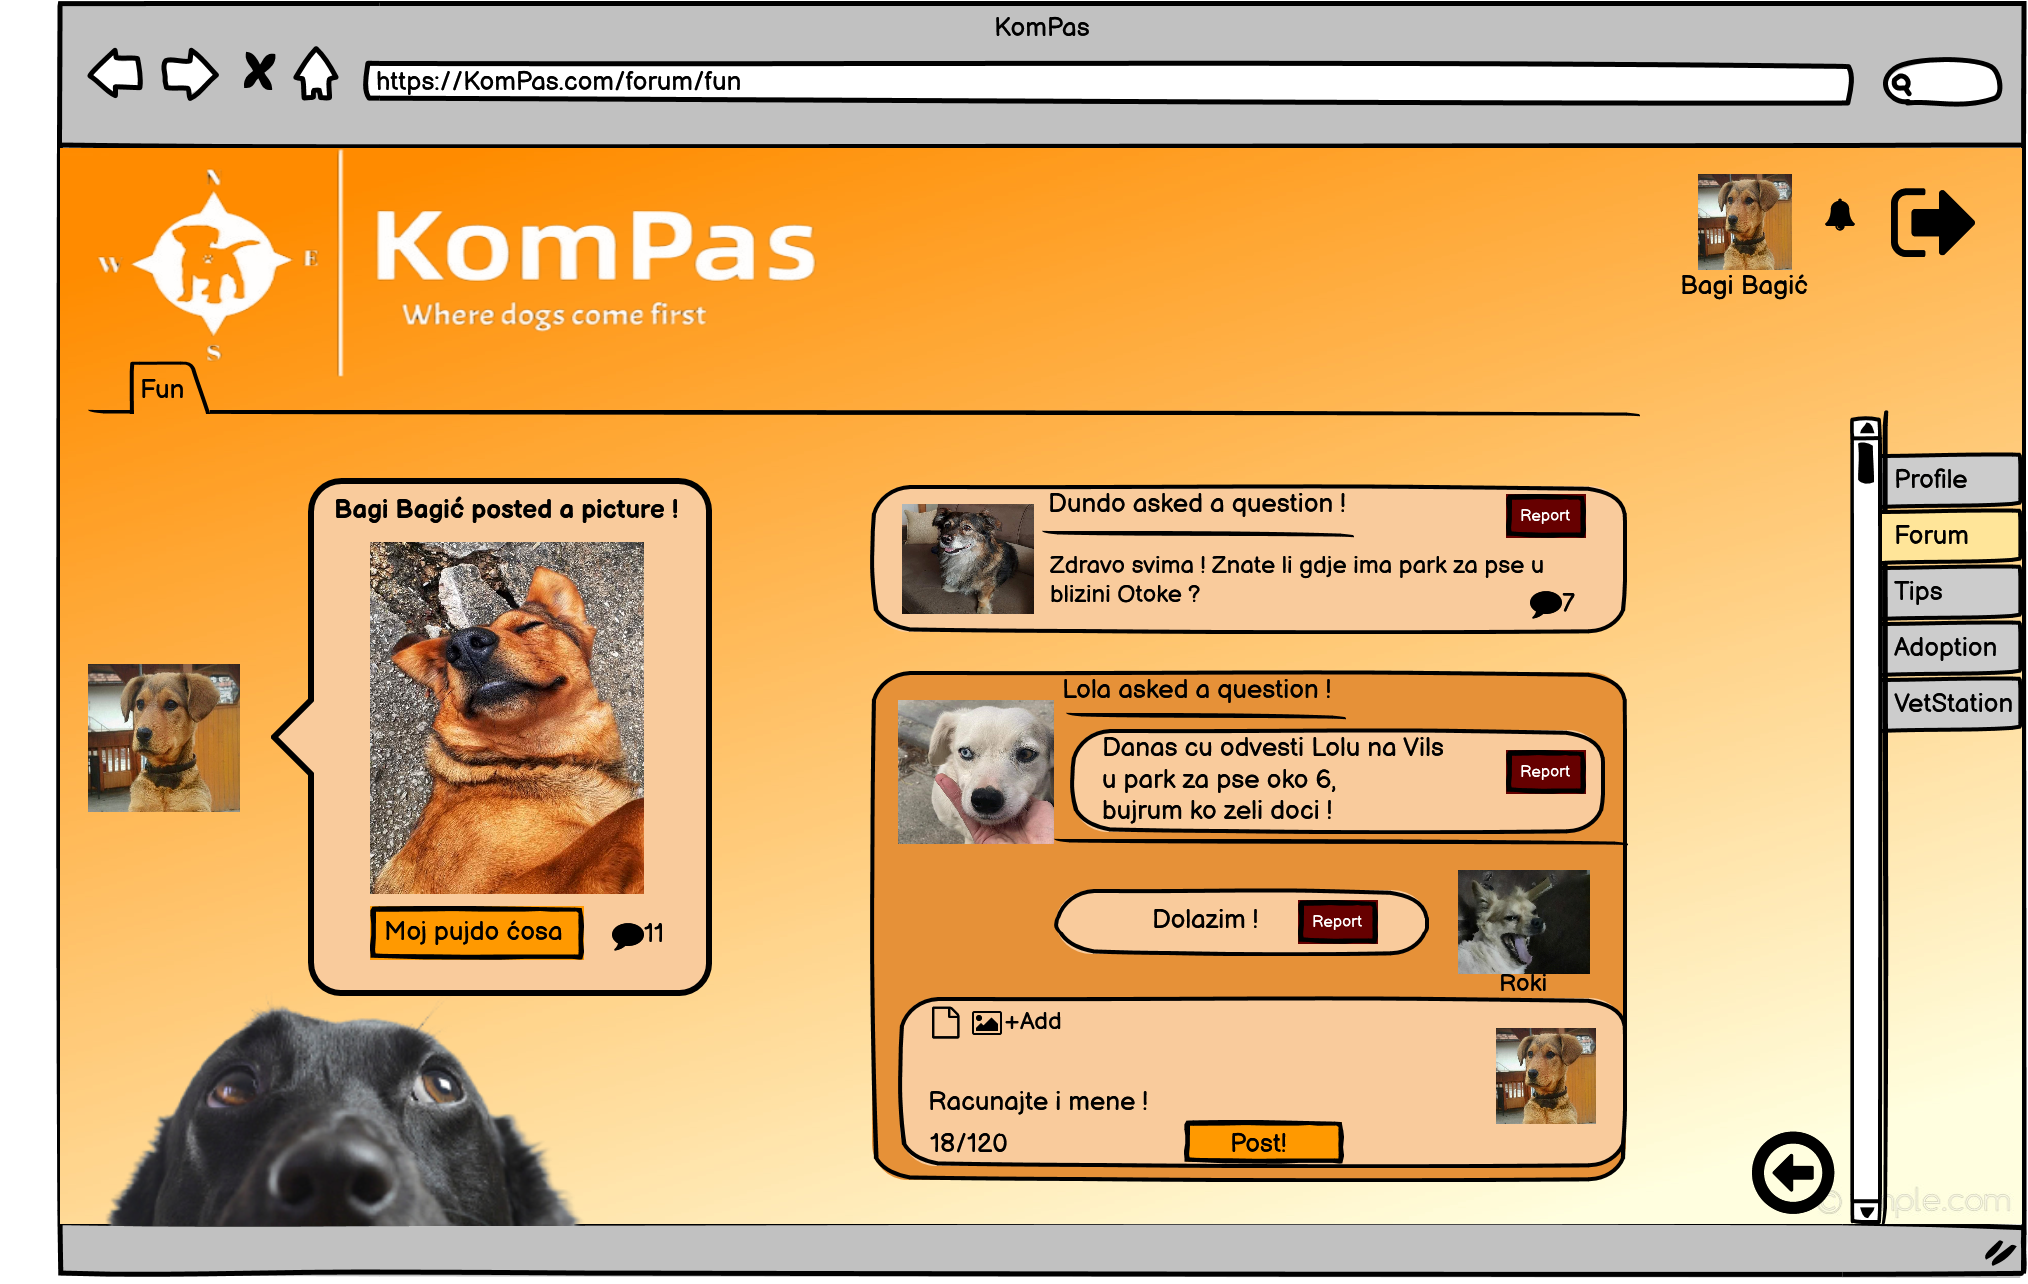 KomPas
https://KomPas.com/forum/fun
N
W
E
S
KomPas
Where dogs come first
Bagi Bagić
Fun
Bagi Bagić posted a picture !
Moj pujdo ćosa
11
Dundo asked a question !
Report
Zdravo svima ! Znate li gdje ima park za pse u
blizini Otoke ?
7
Lola asked a question !
Danas cu odvesti Lolu na Vils
u park za pse oko 6,
bujrum ko zeli doci !
Report
Dolazim !
Report
Roki
+Add
Racunajte i mene !
18/120
Post!
Profile
Forum
Tips
Adoption
VetStation